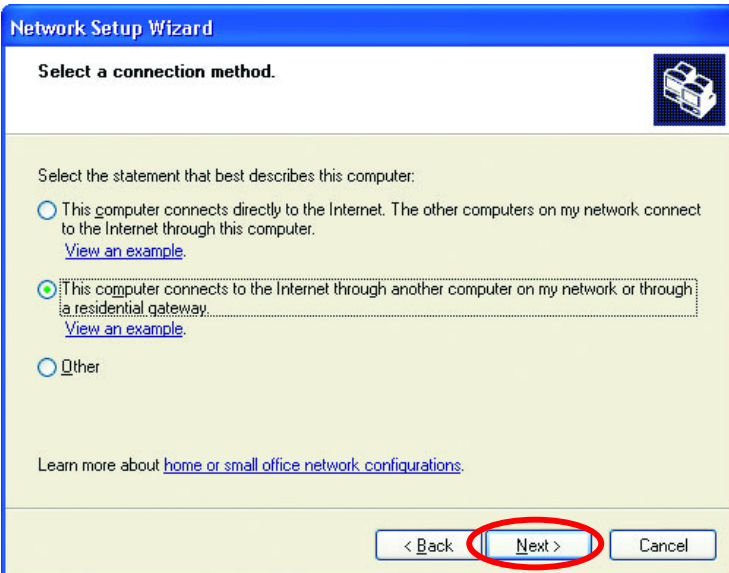 Network Setup Wizard
Select a connection method.
Select the statement that best describes this computer:
This computer connects directly to the Internet. The other computers on my network connect
to the Internet through this computer.
View an example.
This computer connects to the Internet through another computer on my network or through
a residential gateway.
View an example.
Other
Learn more about home or small office network configurations.
< Back Next > Cancel